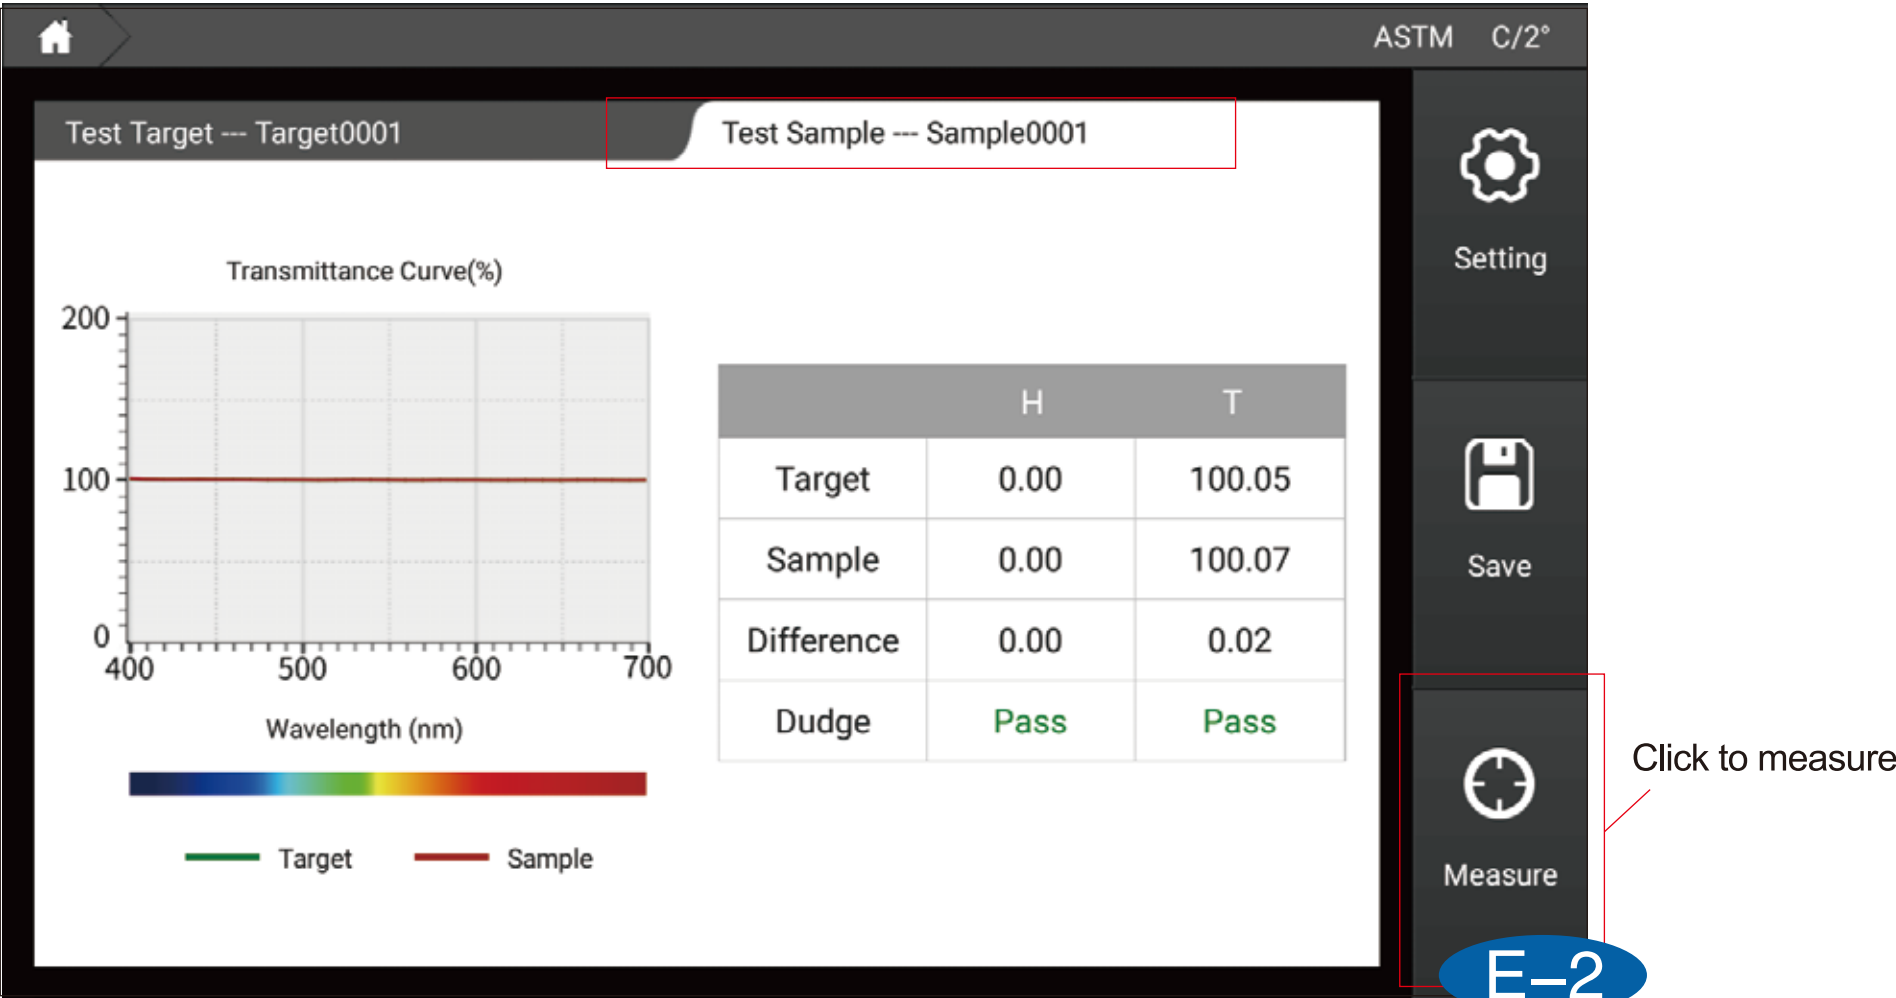 ASTM C/2°
Test Target --- Target0001
Test Sample --- Sample0001
Setting
Transmittance Curve(%)
200
100
0
400 500 600 700
Wavelength (nm)
Target Sample
H T
Target 0.00 100.05
Sample 0.00 100.07
Difference 0.00 0.02
Dudge Pass Pass
Save
Measure
Click to measure
E-2